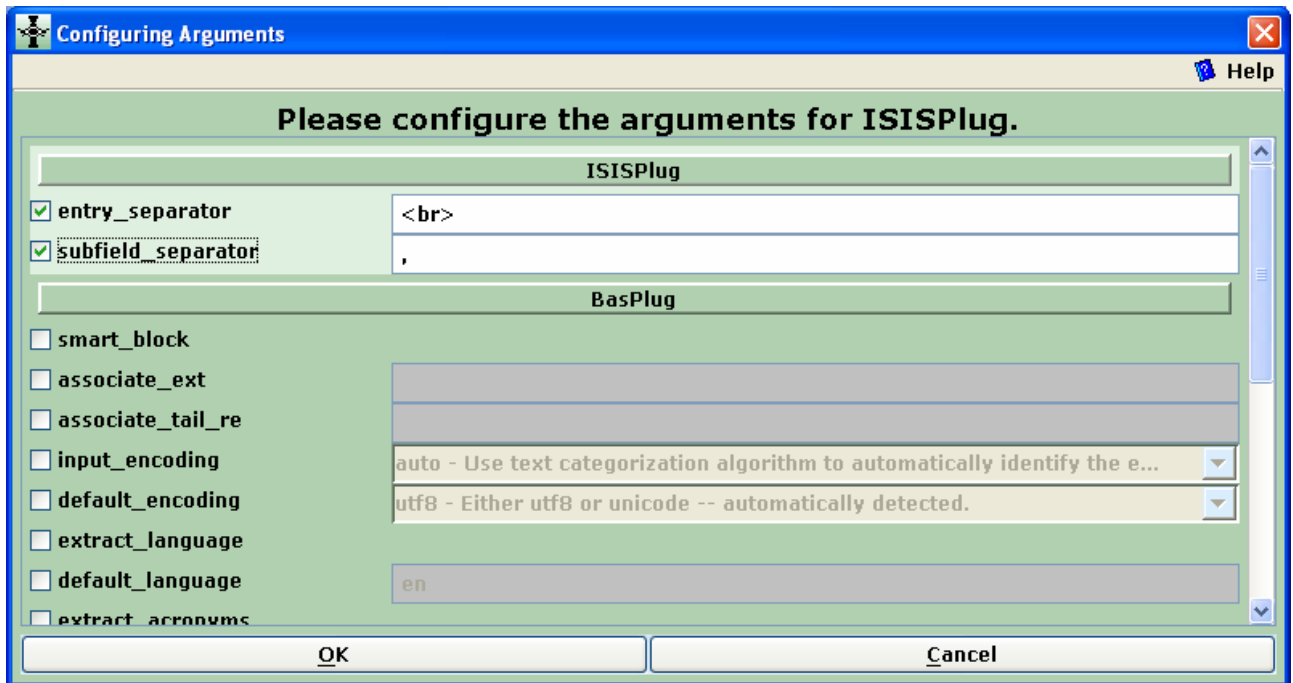 Configuring Arguments
Help
Please configure the arguments for ISISPlug.
ISISPlug
entry_separator <br>
subfield_separator ,
BasPlug
smart_block
associate_ext
associate_tail_re
input_encoding auto - Use text categorization algorithm to automatically identify the e...
default_encoding utf8 - Either utf8 or unicode -- automatically detected.
extract_language
default_language en
extract_acronyms
OK Cancel